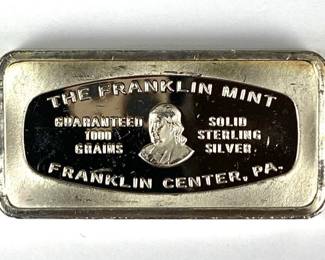 THE FRANKLIN MINT
GUARANTEED
1000
GRAINS
SOLID
STERLING
SILVER.
FRANKLIN CENTER, PA.